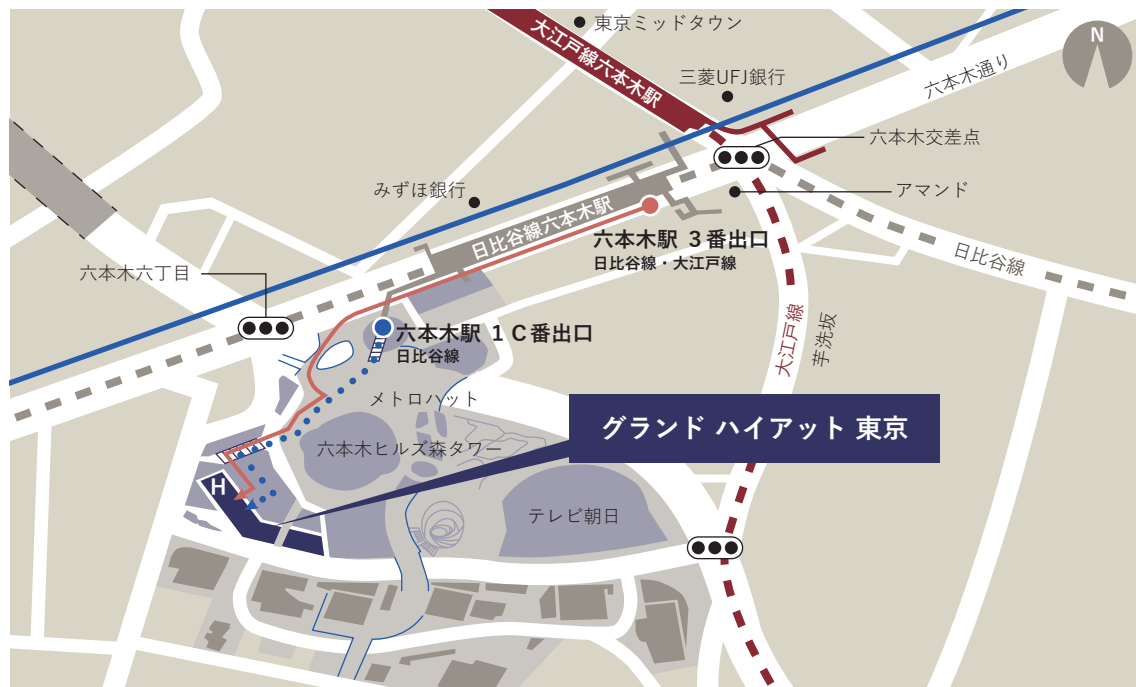 東京ミッドタウン
大江戸線六本木駅
N
三菱UFJ銀行
六本木通り
六本木交差点
みずほ銀行
アマンド
日比谷線六本木駅
六本木駅 3番出口
日比谷線・大江戸線
日比谷線
六本木六丁目
六本木駅 1C番出口
日比谷線
大江戸線
芋洗坂
メトロハット
グランド ハイアット 東京
六本木ヒルズ森タワー
H
テレビ朝日